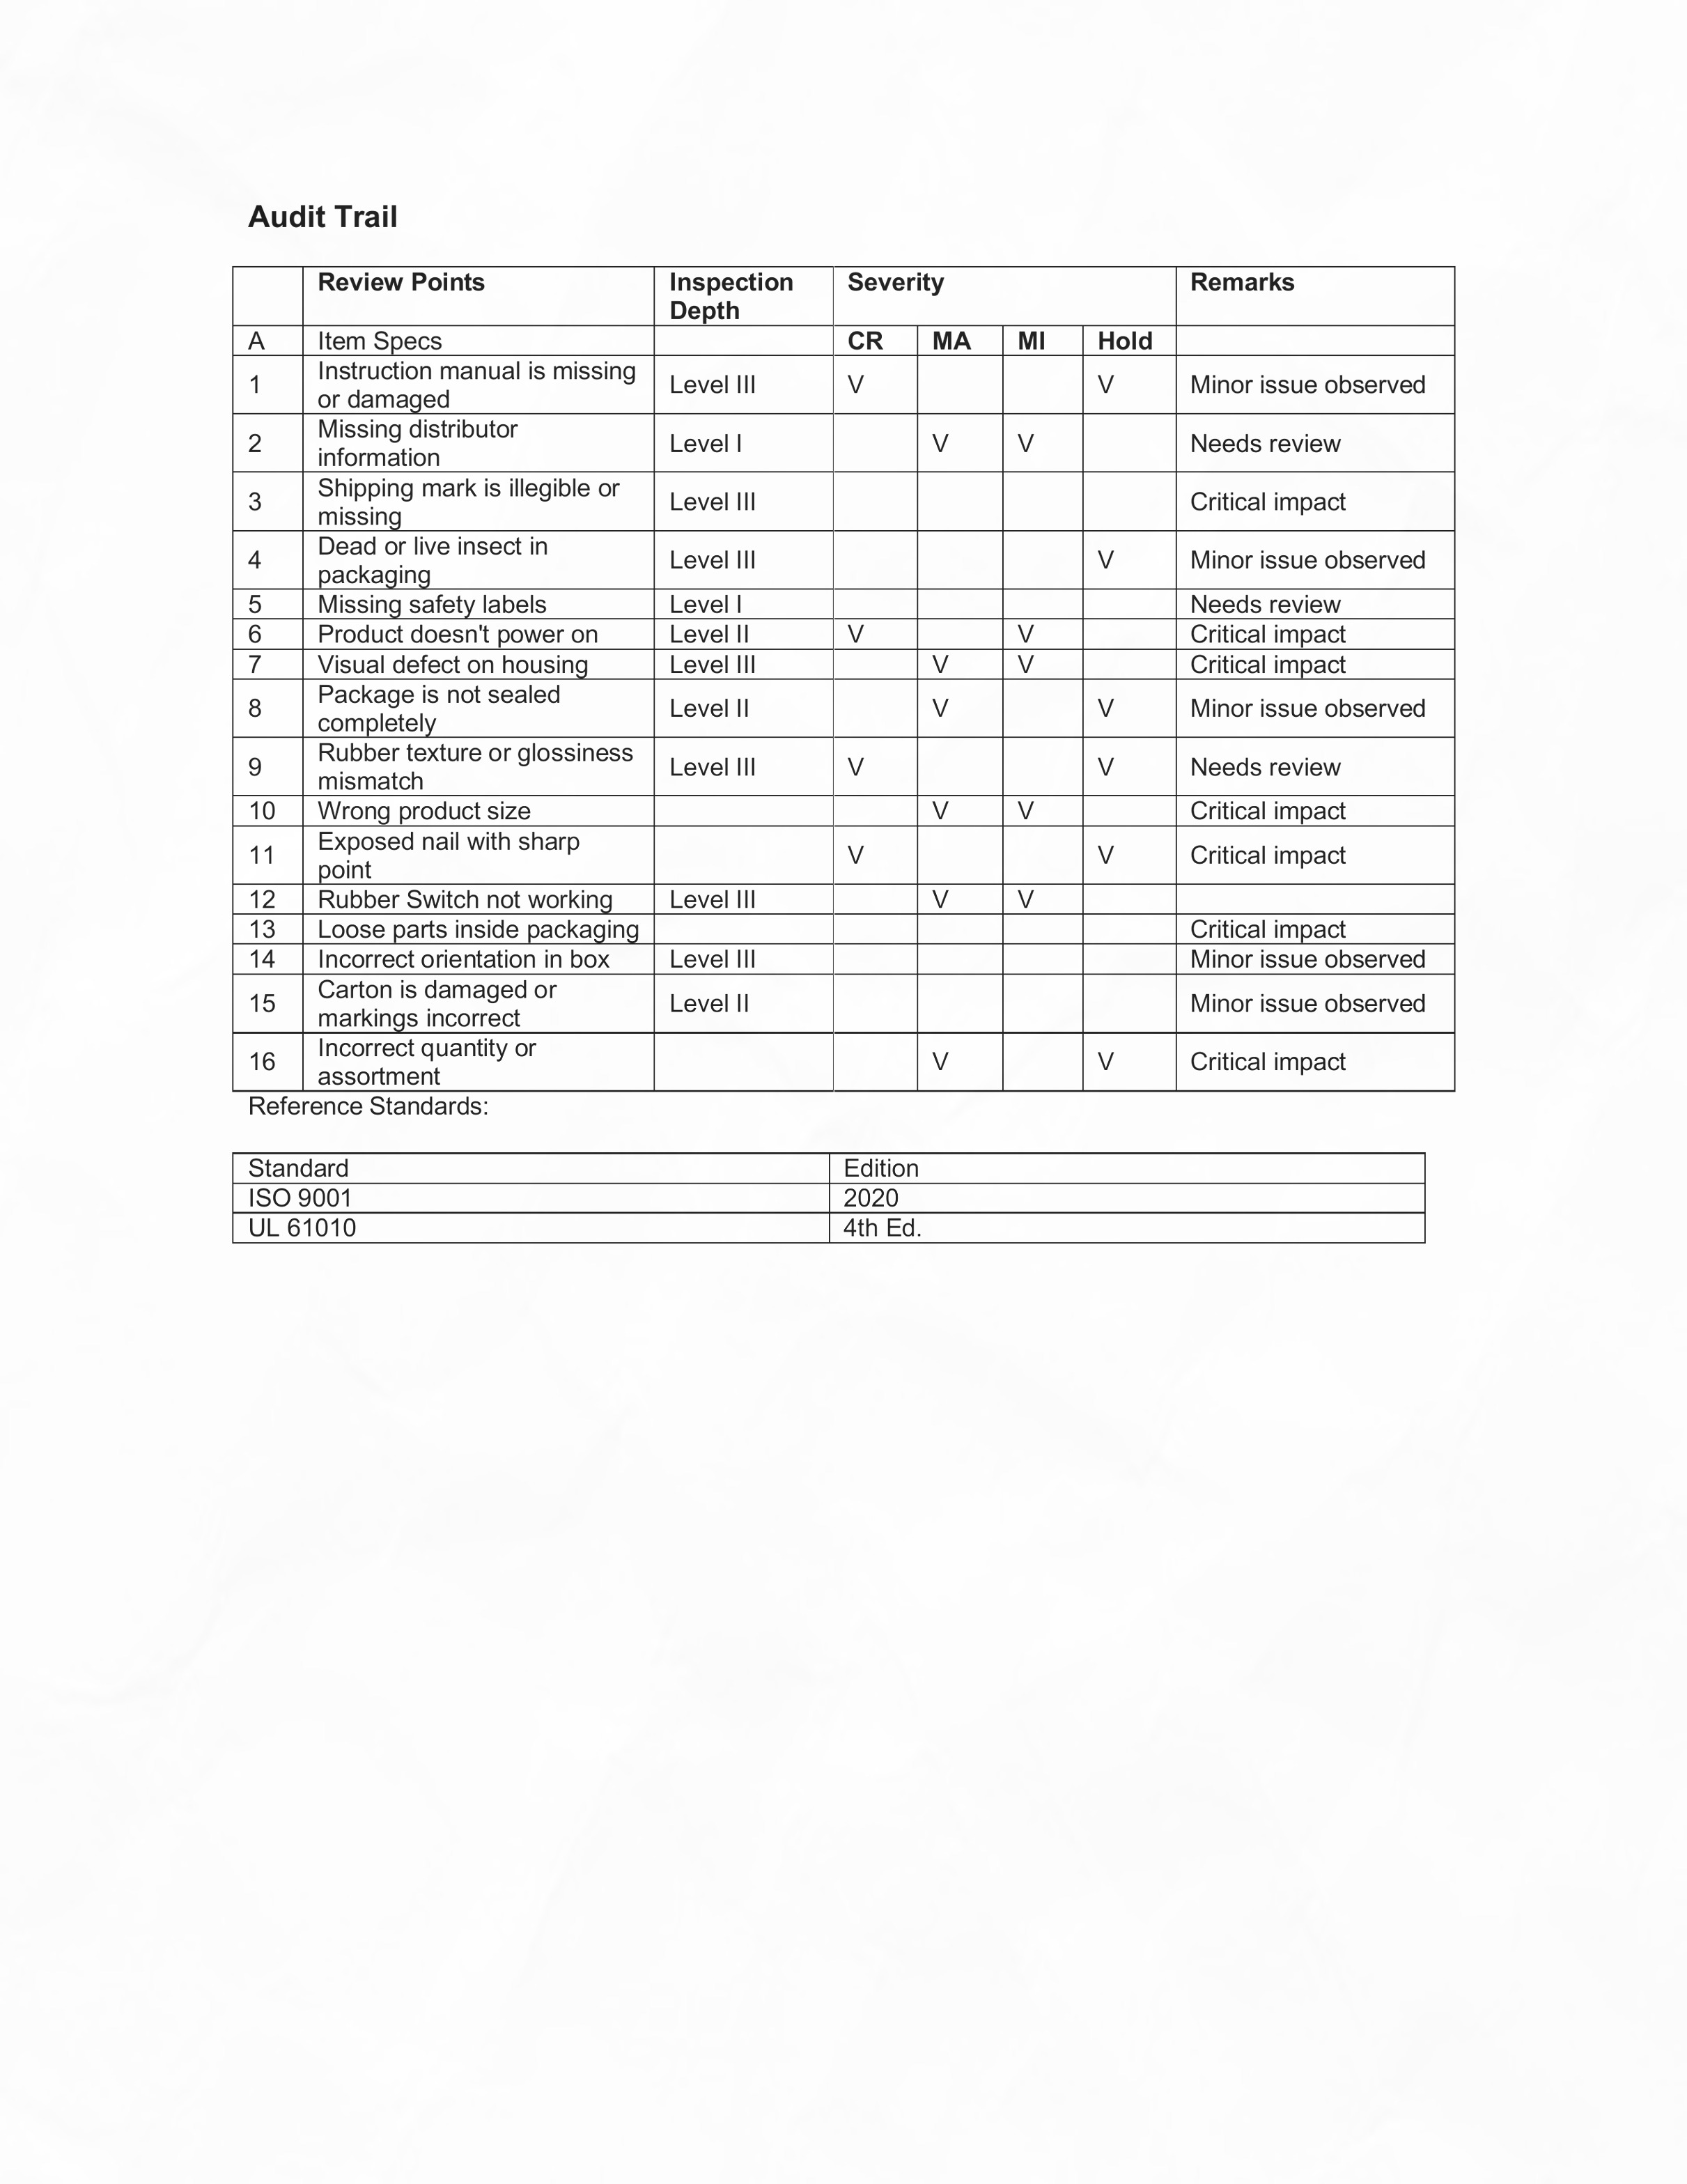 Audit Trail
Review Points Inspection Severity Remarks
Depth
A Item Specs CR MA MI Hold
Instruction manual is missing
1 Level III V V Minor issue observed
or damaged
Missing distributor
2 Level I V V Needs review
information
Shipping mark is illegible or
3 Level III Critical impact
missing
Dead or live insect in
4 Level III V Minor issue observed
packaging
5 Missing safety labels Level I Needs review
6 Product doesn't power on Level II V V Critical impact
7 Visual defect on housing Level III V V Critical impact
Package is not sealed
8 Level II V V Minor issue observed
completely
Rubber texture or glossiness
9 Level III V V Needs review
mismatch
10 Wrong product size V V Critical impact
Exposed nail with sharp
11 V V Critical impact
point
12 Rubber Switch not working Level III V V
13 Loose parts inside packaging Critical impact
14 Incorrect orientation in box Level III Minor issue observed
Carton is damaged or
15 Level II Minor issue observed
markings incorrect
Incorrect quantity or
16 V V Critical impact
assortment
Reference Standards:
Standard Edition
ISO 9001 2020
UL 61010 4th Ed.